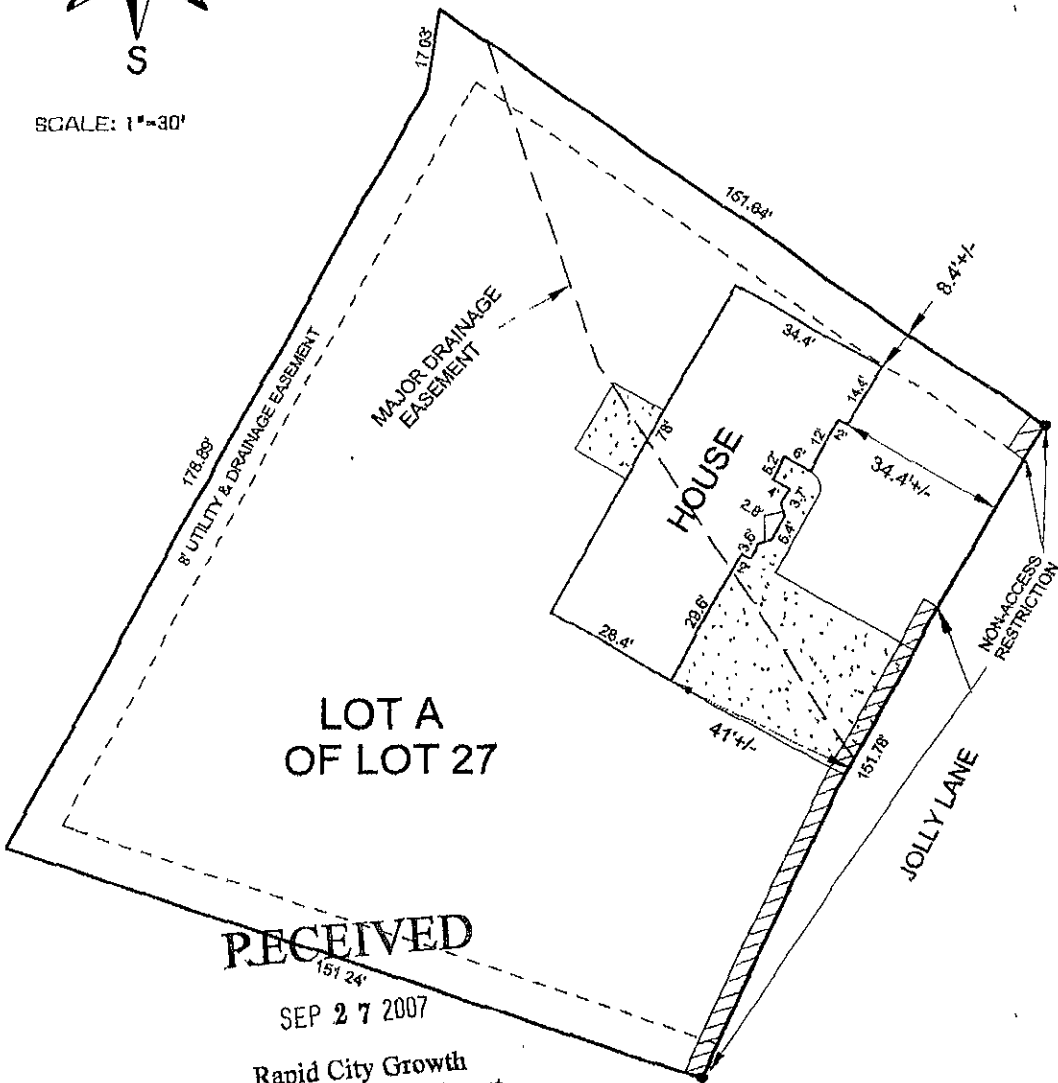 S
SCALE: 1"=30'
17.03'
151.64'
8.4'+/-
MAJOR DRAINAGE
EASEMENT
34.4'
14.4'
178.89'
8' UTILITY & DRAINAGE EASEMENT
78'
HOUSE
2'
12'
6'
5.2'
4'
3.7'
2.8'
5.4'
3.6'
2'
34.4'+/-
29.6'
28.4'
NON-ACCESS
RESTRICTION
LOT A
OF LOT 27
41'+/-
151.78'
JOLLY LANE
RECEIVED
151.24'
SEP 27 2007
Rapid City Growth